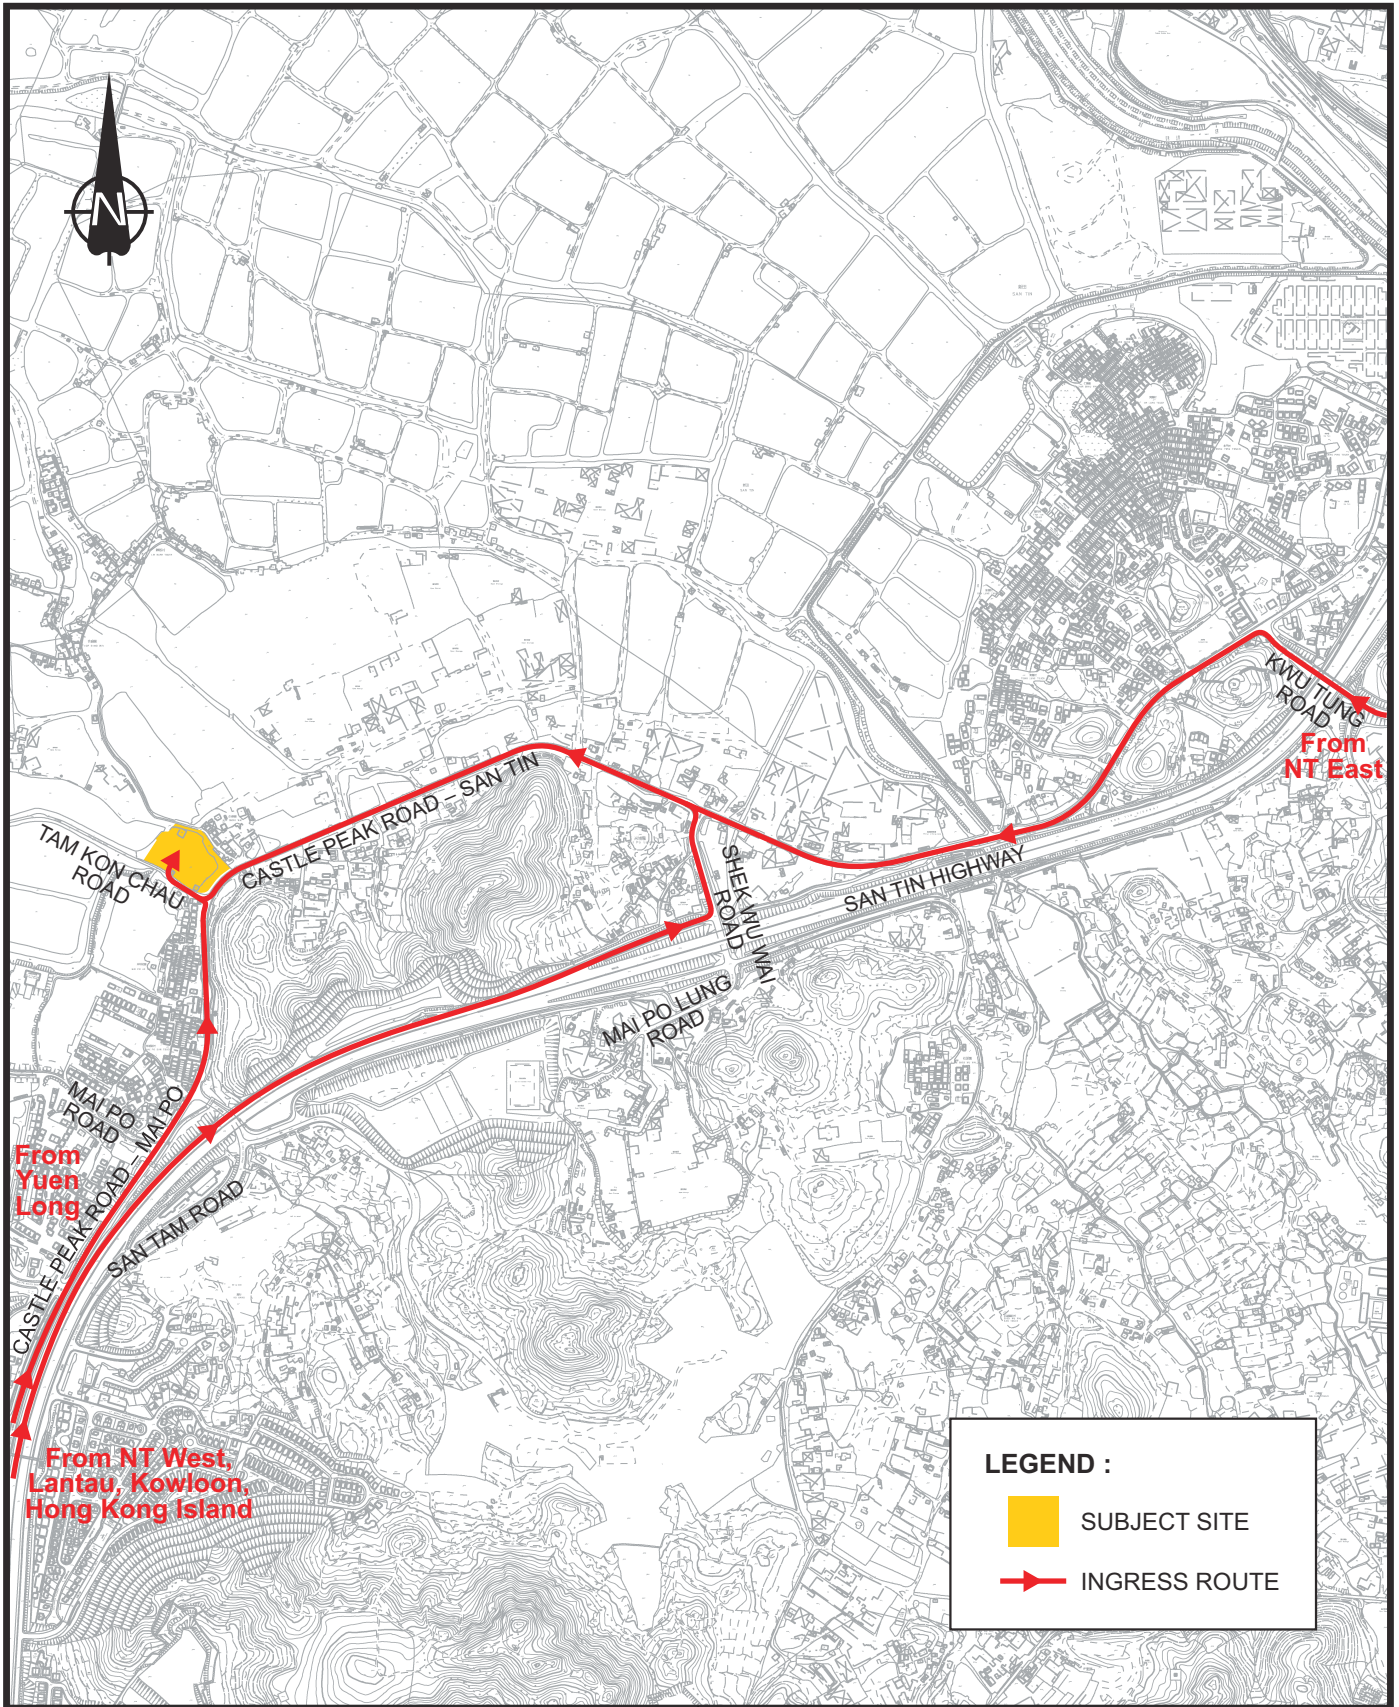 N
SAN TIN
KWU TUNG
ROAD
From
NT East
CASTLE PEAK ROAD – SAN TIN
TAM KON CHAU
ROAD
SHEK WU WAI
ROAD
SAN TIN HIGHWAY
MAI PO LUNG
ROAD
MAI PO
ROAD
CASTLE PEAK ROAD – MAI PO
From
Yuen
Long
SAN TAM ROAD
From NT West,
Lantau, Kowloon,
Hong Kong Island
LEGEND :
SUBJECT SITE
INGRESS ROUTE